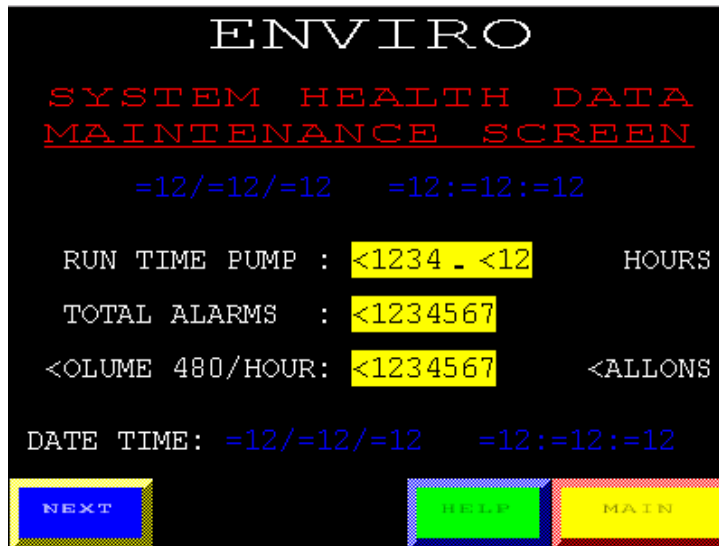 ENVIRO
SYSTEM HEALTH DATA
MAINTENANCE SCREEN
=12/=12/=12 =12:=12:=12
RUN TIME PUMP : <1234 . <12 HOURS
TOTAL ALARMS : <1234567
<OLUME 480/HOUR: <1234567 <ALLONS
DATE TIME: =12/=12/=12 =12:=12:=12
NEXT HELP MAIN